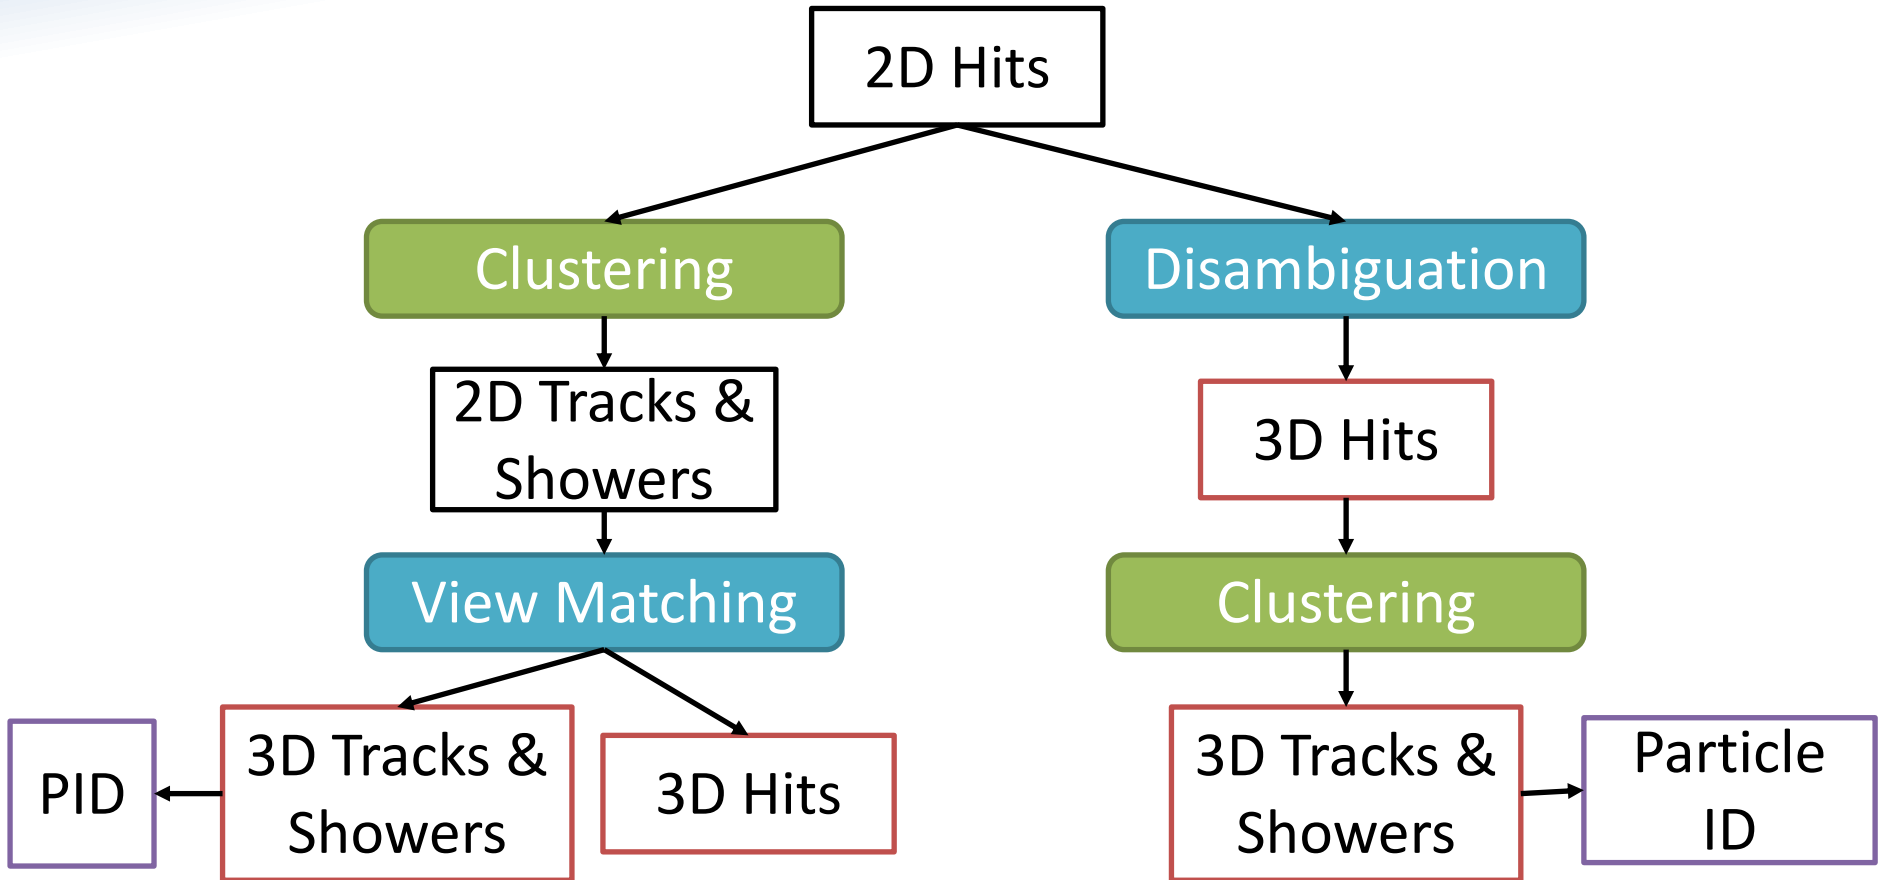 2D Hits
Clustering
Disambiguation
2D Tracks &
Showers
3D Hits
View Matching
Clustering
PID
3D Tracks &
Showers
3D Hits
3D Tracks &
Showers
Particle
ID